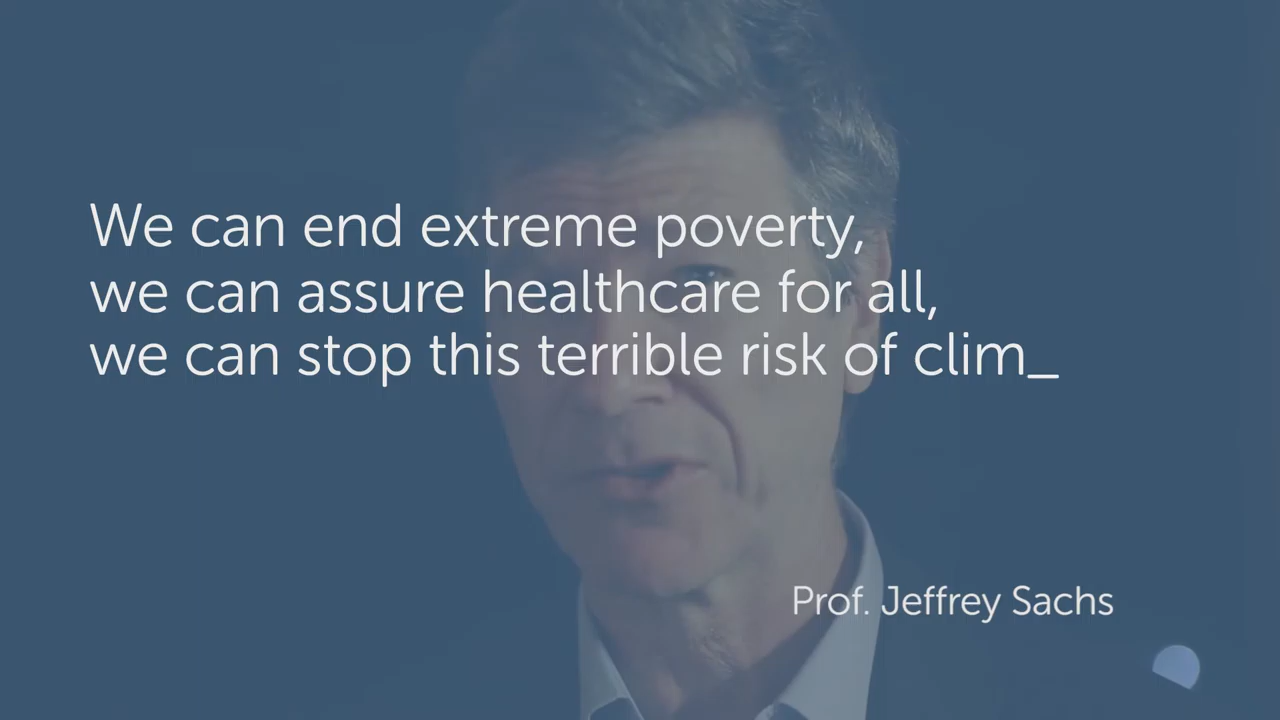 We can end extreme poverty,
we can assure healthcare for all,
we can stop this terrible risk of clim_
Prof. Jeffrey Sachs